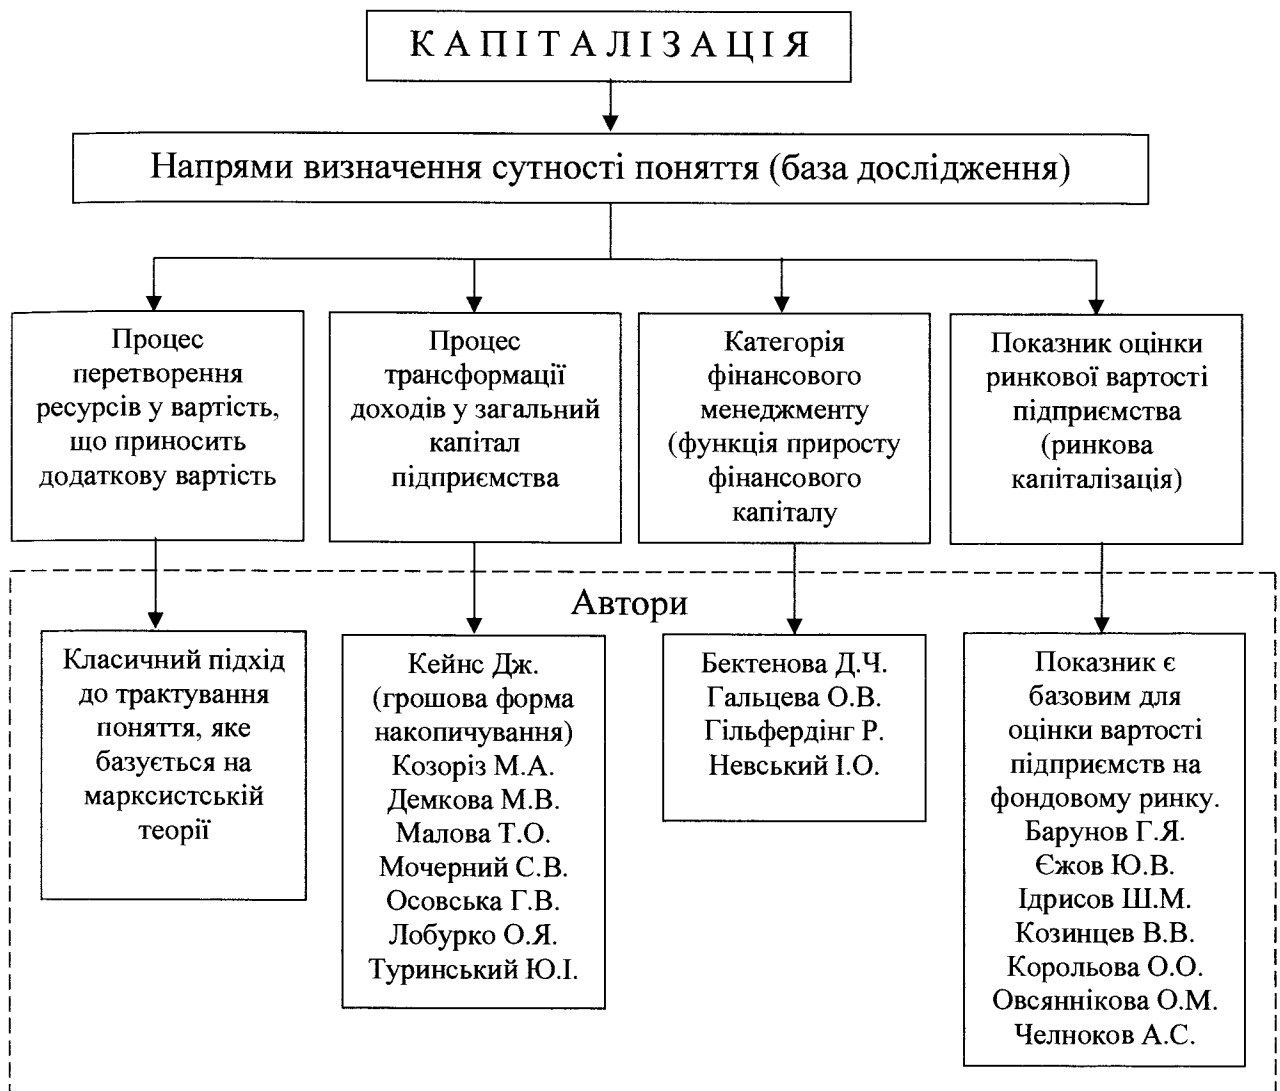 КАПІТАЛІЗАЦІЯ
Напрями визначення сутності поняття (база дослідження)
Процес
перетворення
ресурсів у вартість,
що приносить
додаткову вартість
Процес
трансформації
доходів у загальний
капітал
підприємства
Категорія
фінансового
менеджменту
(функція приросту
фінансового
капіталу
Показник оцінки
ринкової вартості
підприємства
(ринкова
капіталізація)
Автори
Класичний підхід
до трактування
поняття, яке
базується на
марксистській
теорії
Кейнс Дж.
(грошова форма
накопичування)
Козоріз М.А.
Демкова М.В.
Малова Т.О.
Мочерний С.В.
Осовська Г.В.
Лобурко О.Я.
Туринський Ю.І.
Бектенова Д.Ч.
Гальцева О.В.
Гільфердінг Р.
Невський І.О.
Показник є
базовим для
оцінки вартості
підприємств на
фондовому ринку.
Барунов Г.Я.
Єжов Ю.В.
Ідрисов Ш.М.
Козинцев В.В.
Корольова О.О.
Овсяннікова О.М.
Челноков А.С.